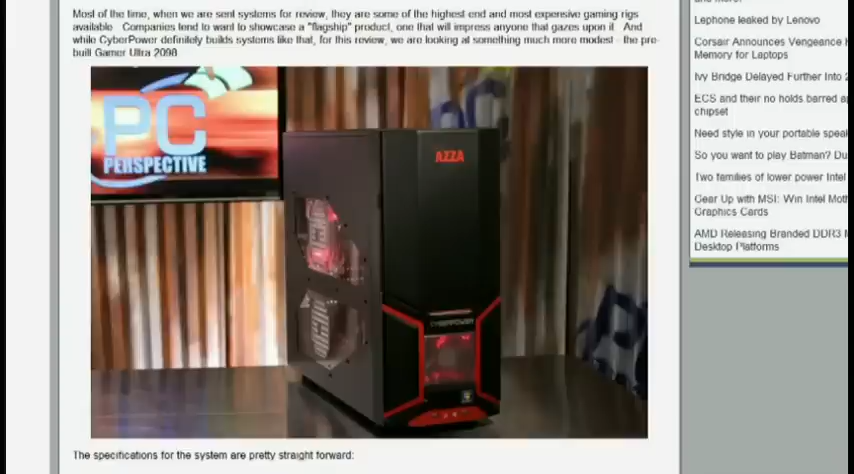 Most of the time, when we are sent systems for review, they are some of the highest end and most expensive gaming rigs
available. Companies tend to want to showcase a "flagship" product, one that will impress anyone that gazes upon it. And
while CyberPower definitely builds systems like that, for this review, we are looking at something much more modest - the pre-
built Gamer Ultra 2098.
PC
PERSPECTIVE
AZZA
CYBERPOWER
The specifications for the system are pretty straight forward:
Lephone leaked by Lenovo
Corsair Announces Vengeance
Memory for Laptops
Ivy Bridge Delayed Further Into
ECS and their no holds barred
chipset
Need style in your portable
So you want to play Batman?
Two families of lower power Intel
Gear Up with MSI: Win Intel
Graphics Cards
AMD Releasing Branded DDR3
Desktop Platforms